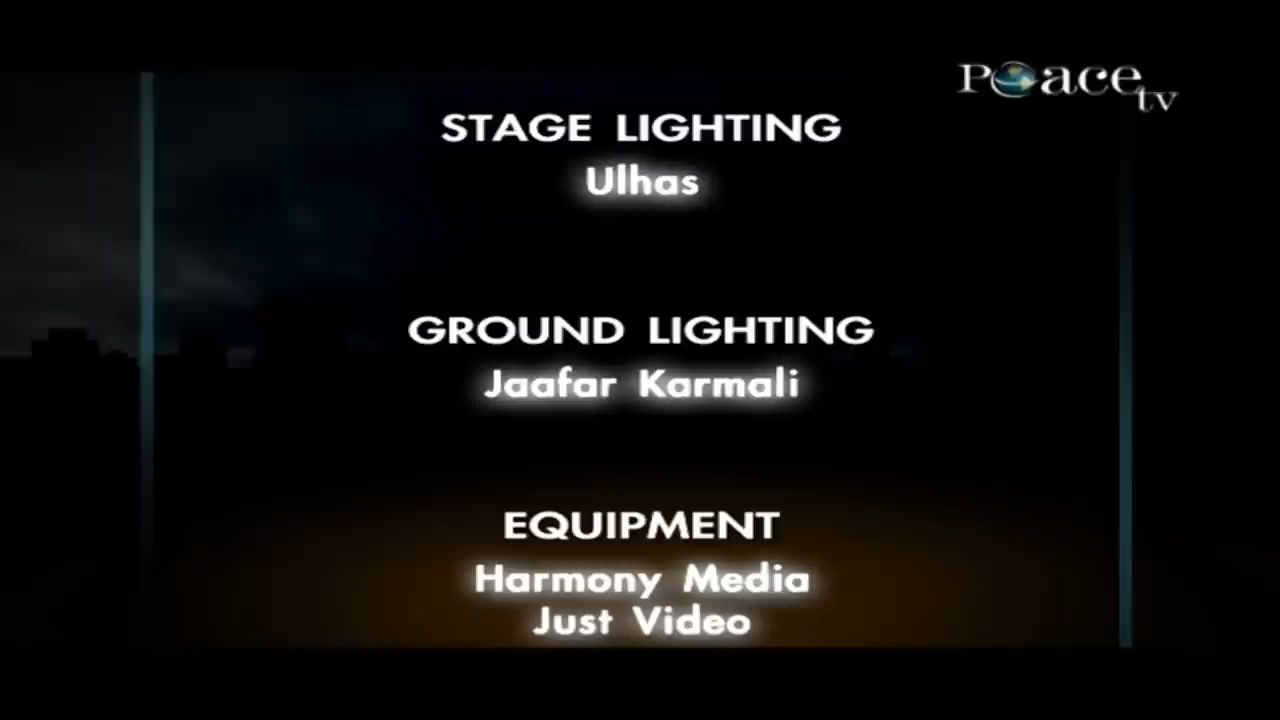 Peace tv
STAGE LIGHTING
Ulhas
GROUND LIGHTING
Jaafar Karmali
EQUIPMENT
Harmony Media
Just Video